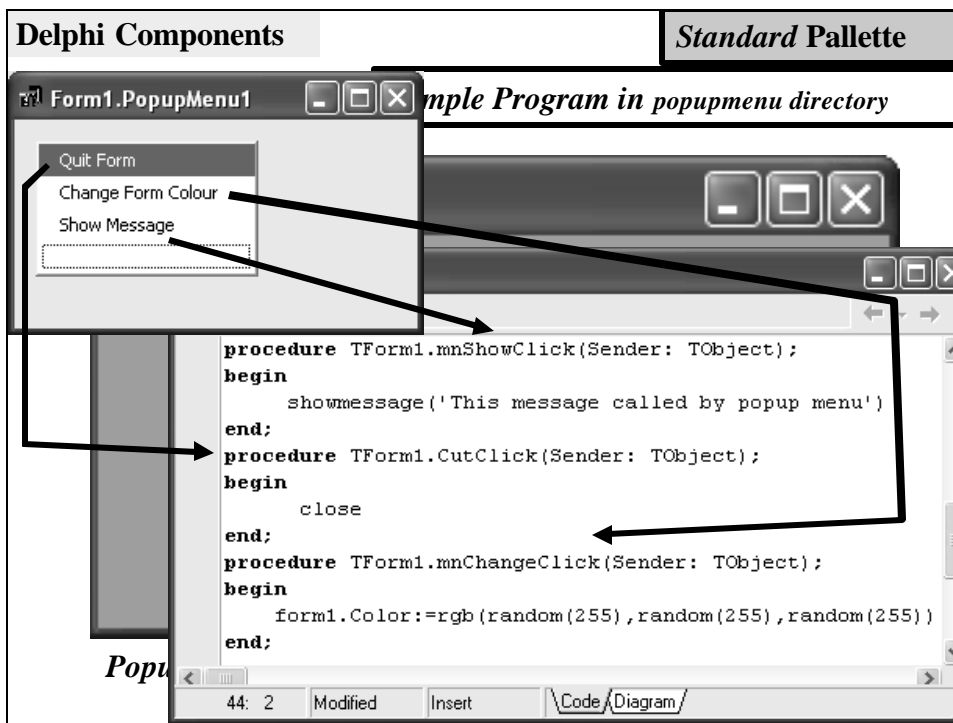 Delphi Components
Standard Pallette
Form1.PopupMenu1
mple Program in popupmenu directory
Quit Form
Change Form Colour
Show Message
procedure TForm1.mnShowClick(Sender: TObject);
begin
showmessage('This message called by popup menu')
end;
procedure TForm1.CutClick(Sender: TObject);
begin
close
end;
procedure TForm1.mnChangeClick(Sender: TObject);
begin
form1.Color:=rgb(random(255),random(255),random(255))
end;
Popu
44: 2 Modified Insert \Code/Diagram/